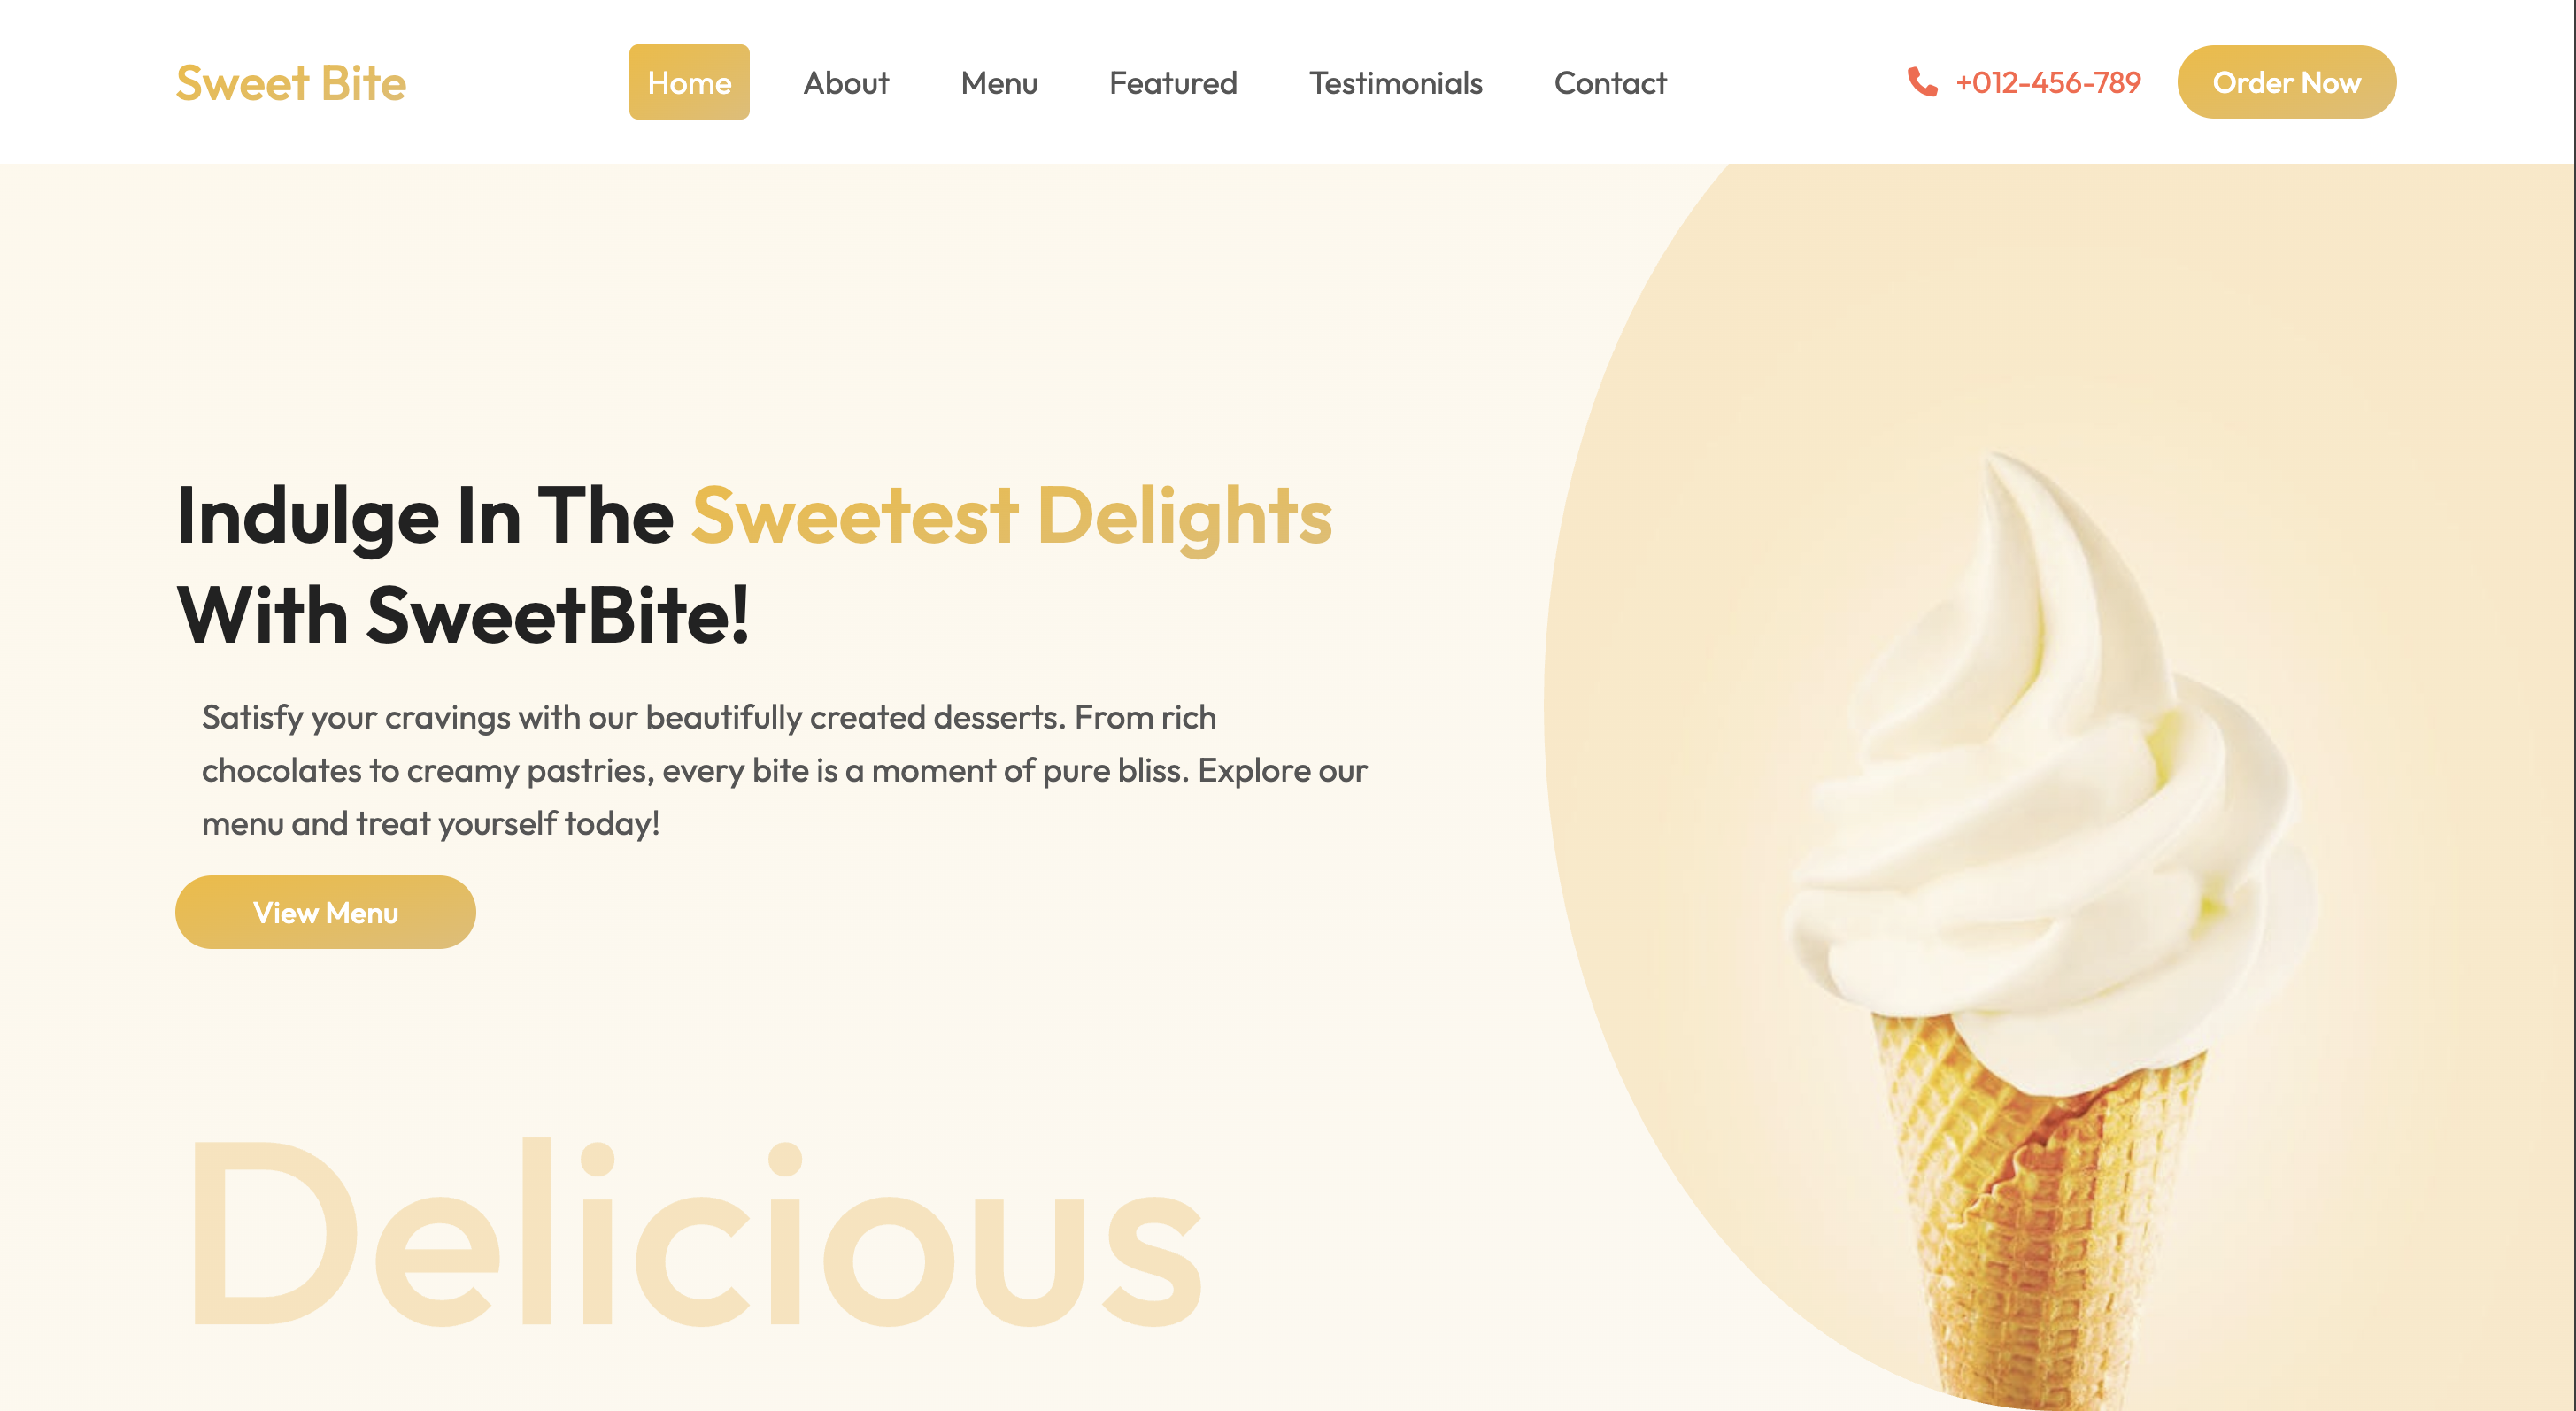 Sweet Bite
Home
About
Menu
Featured
Testimonials
Contact
+012-456-789
Order Now
Indulge In The Sweetest Delights
With SweetBite!
Satisfy your cravings with our beautifully created desserts. From rich
chocolates to creamy pastries, every bite is a moment of pure bliss. Explore our
menu and treat yourself today!
View Menu
Delicious